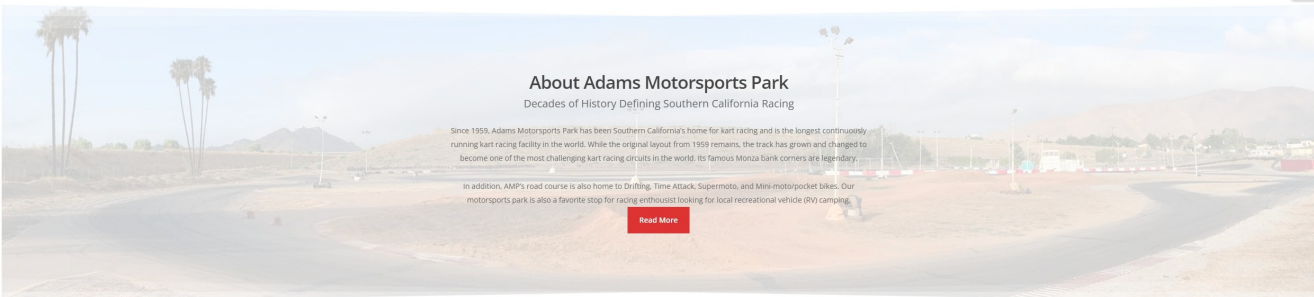 About Adams Motorsports Park
Decades of History Defining Southern California Racing
Since 1959, Adams Motorsports Park has been Southern California's home for kart racing and is the longest continuously
running kart racing facility in the world. While the original layout from 1959 remains, the track has grown and changed to
become one of the most challenging kart racing circuits in the world. Its famous Monza bank corners are legendary.
In addition, AMP's road course is also home to Drifting, Time Attack, Supermoto, and Mini-moto/pocket bikes. Our
motorsports park is also a favorite stop for racing enthousist looking for local recreational vehicle (RV) camping.
Read More